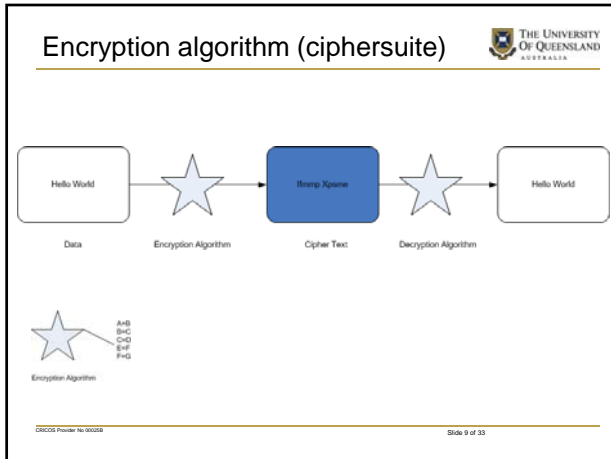 Encryption algorithm (ciphersuite)
THE UNIVERSITY
OF QUEENSLAND
AUSTRALIA
Hello World
Ifmmp Xpsme
Hello World
Data
Encryption Algorithm
Cipher Text
Decryption Algorithm
A=B
B=C
C=D
E=F
F=G
Encryption Algorithm
CRICOS Provider No 00025B
Slide 9 of 33